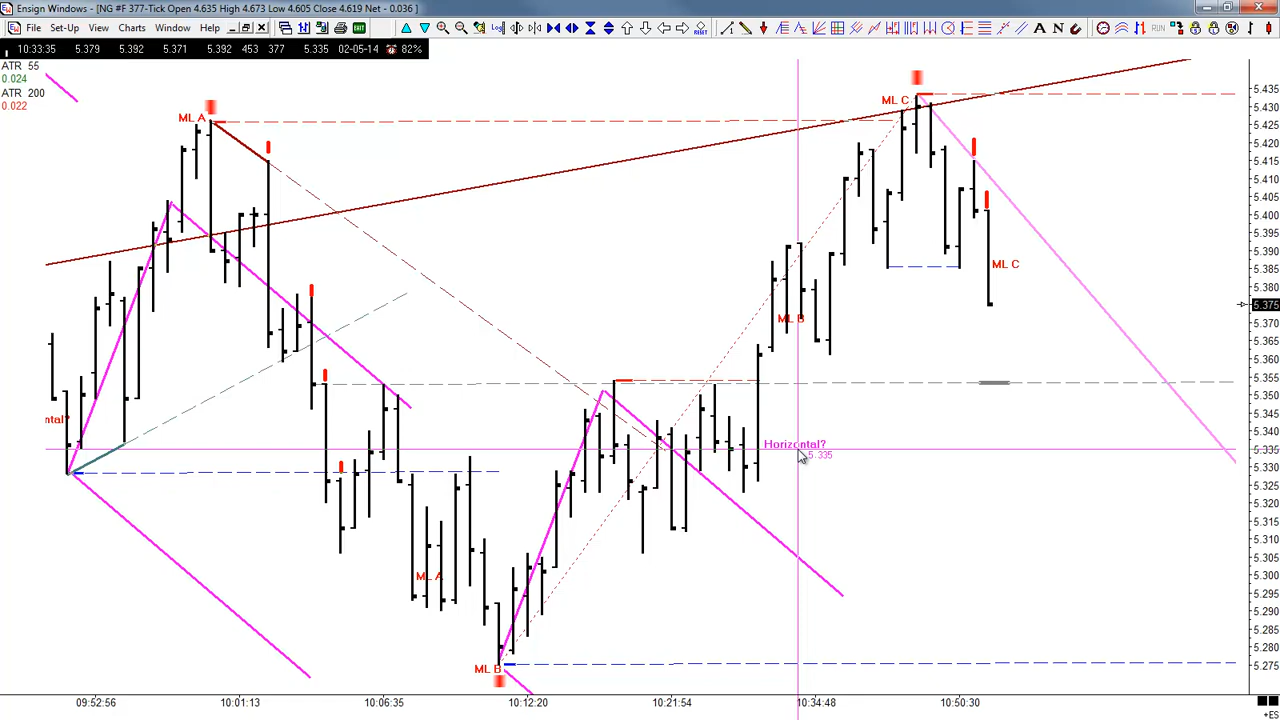 Ensign Windows - [NG #F 377-Tick Open 4.635 High 4.673 Low 4.605 Close 4.619 Net - 0.036 ]
File Set-Up View Charts Window Help
10:33:35 5.379 5.392 5.371 5.392 453 377 5.335 02-05-14 82%
ATR 55
0.024
ATR 200
0.022
ML A
ML C
ML C
ML B
ntal?
Horizontal?
5.335
ML A
ML B
5.435
5.430
5.425
5.420
5.415
5.410
5.405
5.400
5.395
5.390
5.385
5.380
5.375
5.370
5.365
5.360
5.355
5.350
5.345
5.340
5.335
5.330
5.325
5.320
5.315
5.310
5.305
5.300
5.295
5.290
5.285
5.280
5.275
09:52:56 10:01:13 10:06:35 10:12:20 10:21:54 10:34:48 10:50:30
+ES